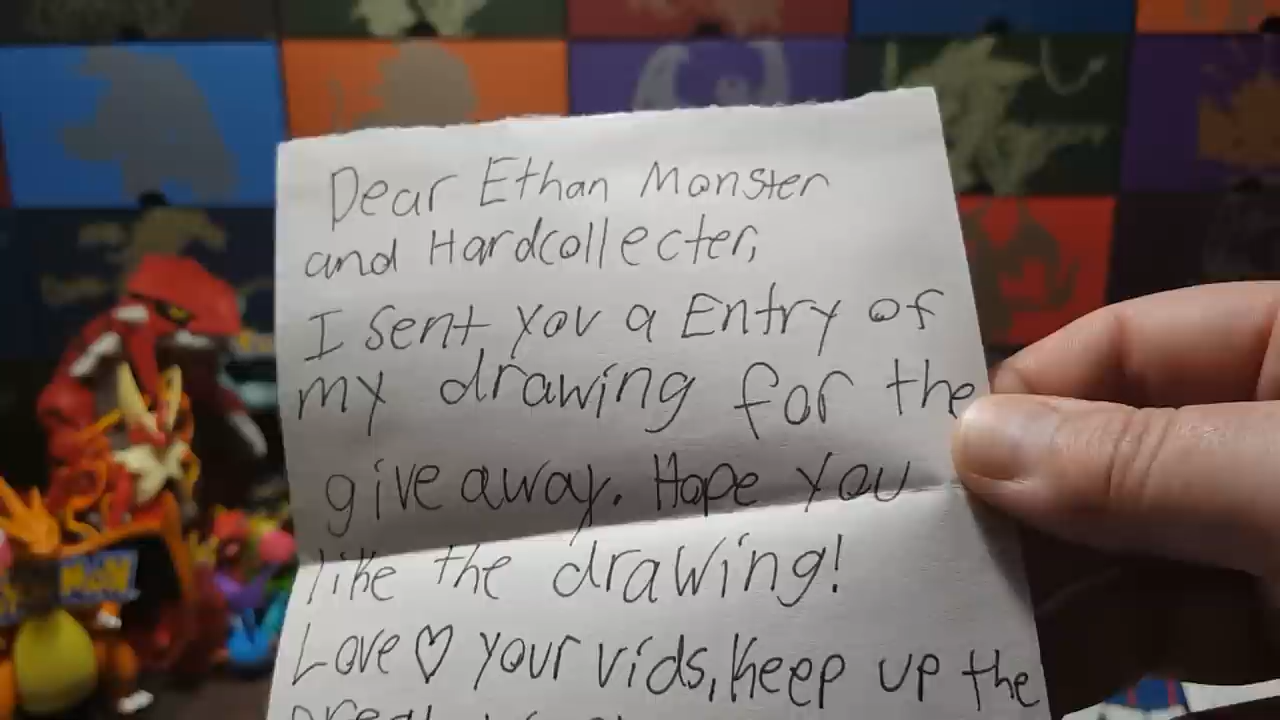 Dear Ethan Monster
and Hardcollecter,
I sent you a Entry of
my drawing for the
give away. Hope you
like the drawing!
Love ♡ your vids, Keep up the